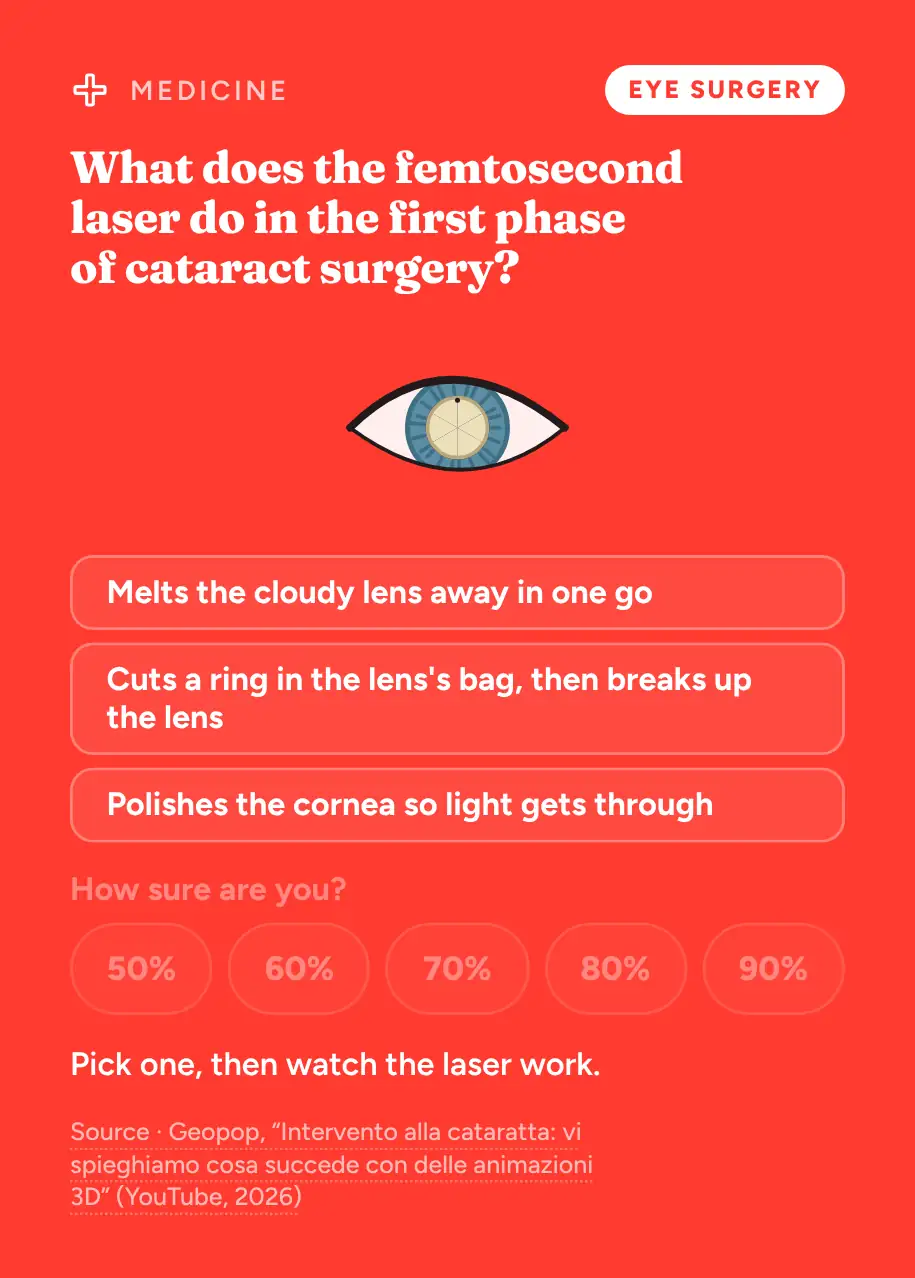 MEDICINE
EYE SURGERY
What does the femtosecond
laser do in the first phase
of cataract surgery?
Melts the cloudy lens away in one go
Cuts a ring in the lens's bag, then breaks up
the lens
Polishes the cornea so light gets through
How sure are you?
50%
60%
70%
80%
90%
Pick one, then watch the laser work.
Source · Geopop, “Intervento alla cataratta: vi
spieghiamo cosa succede con delle animazioni
3D” (YouTube, 2026)